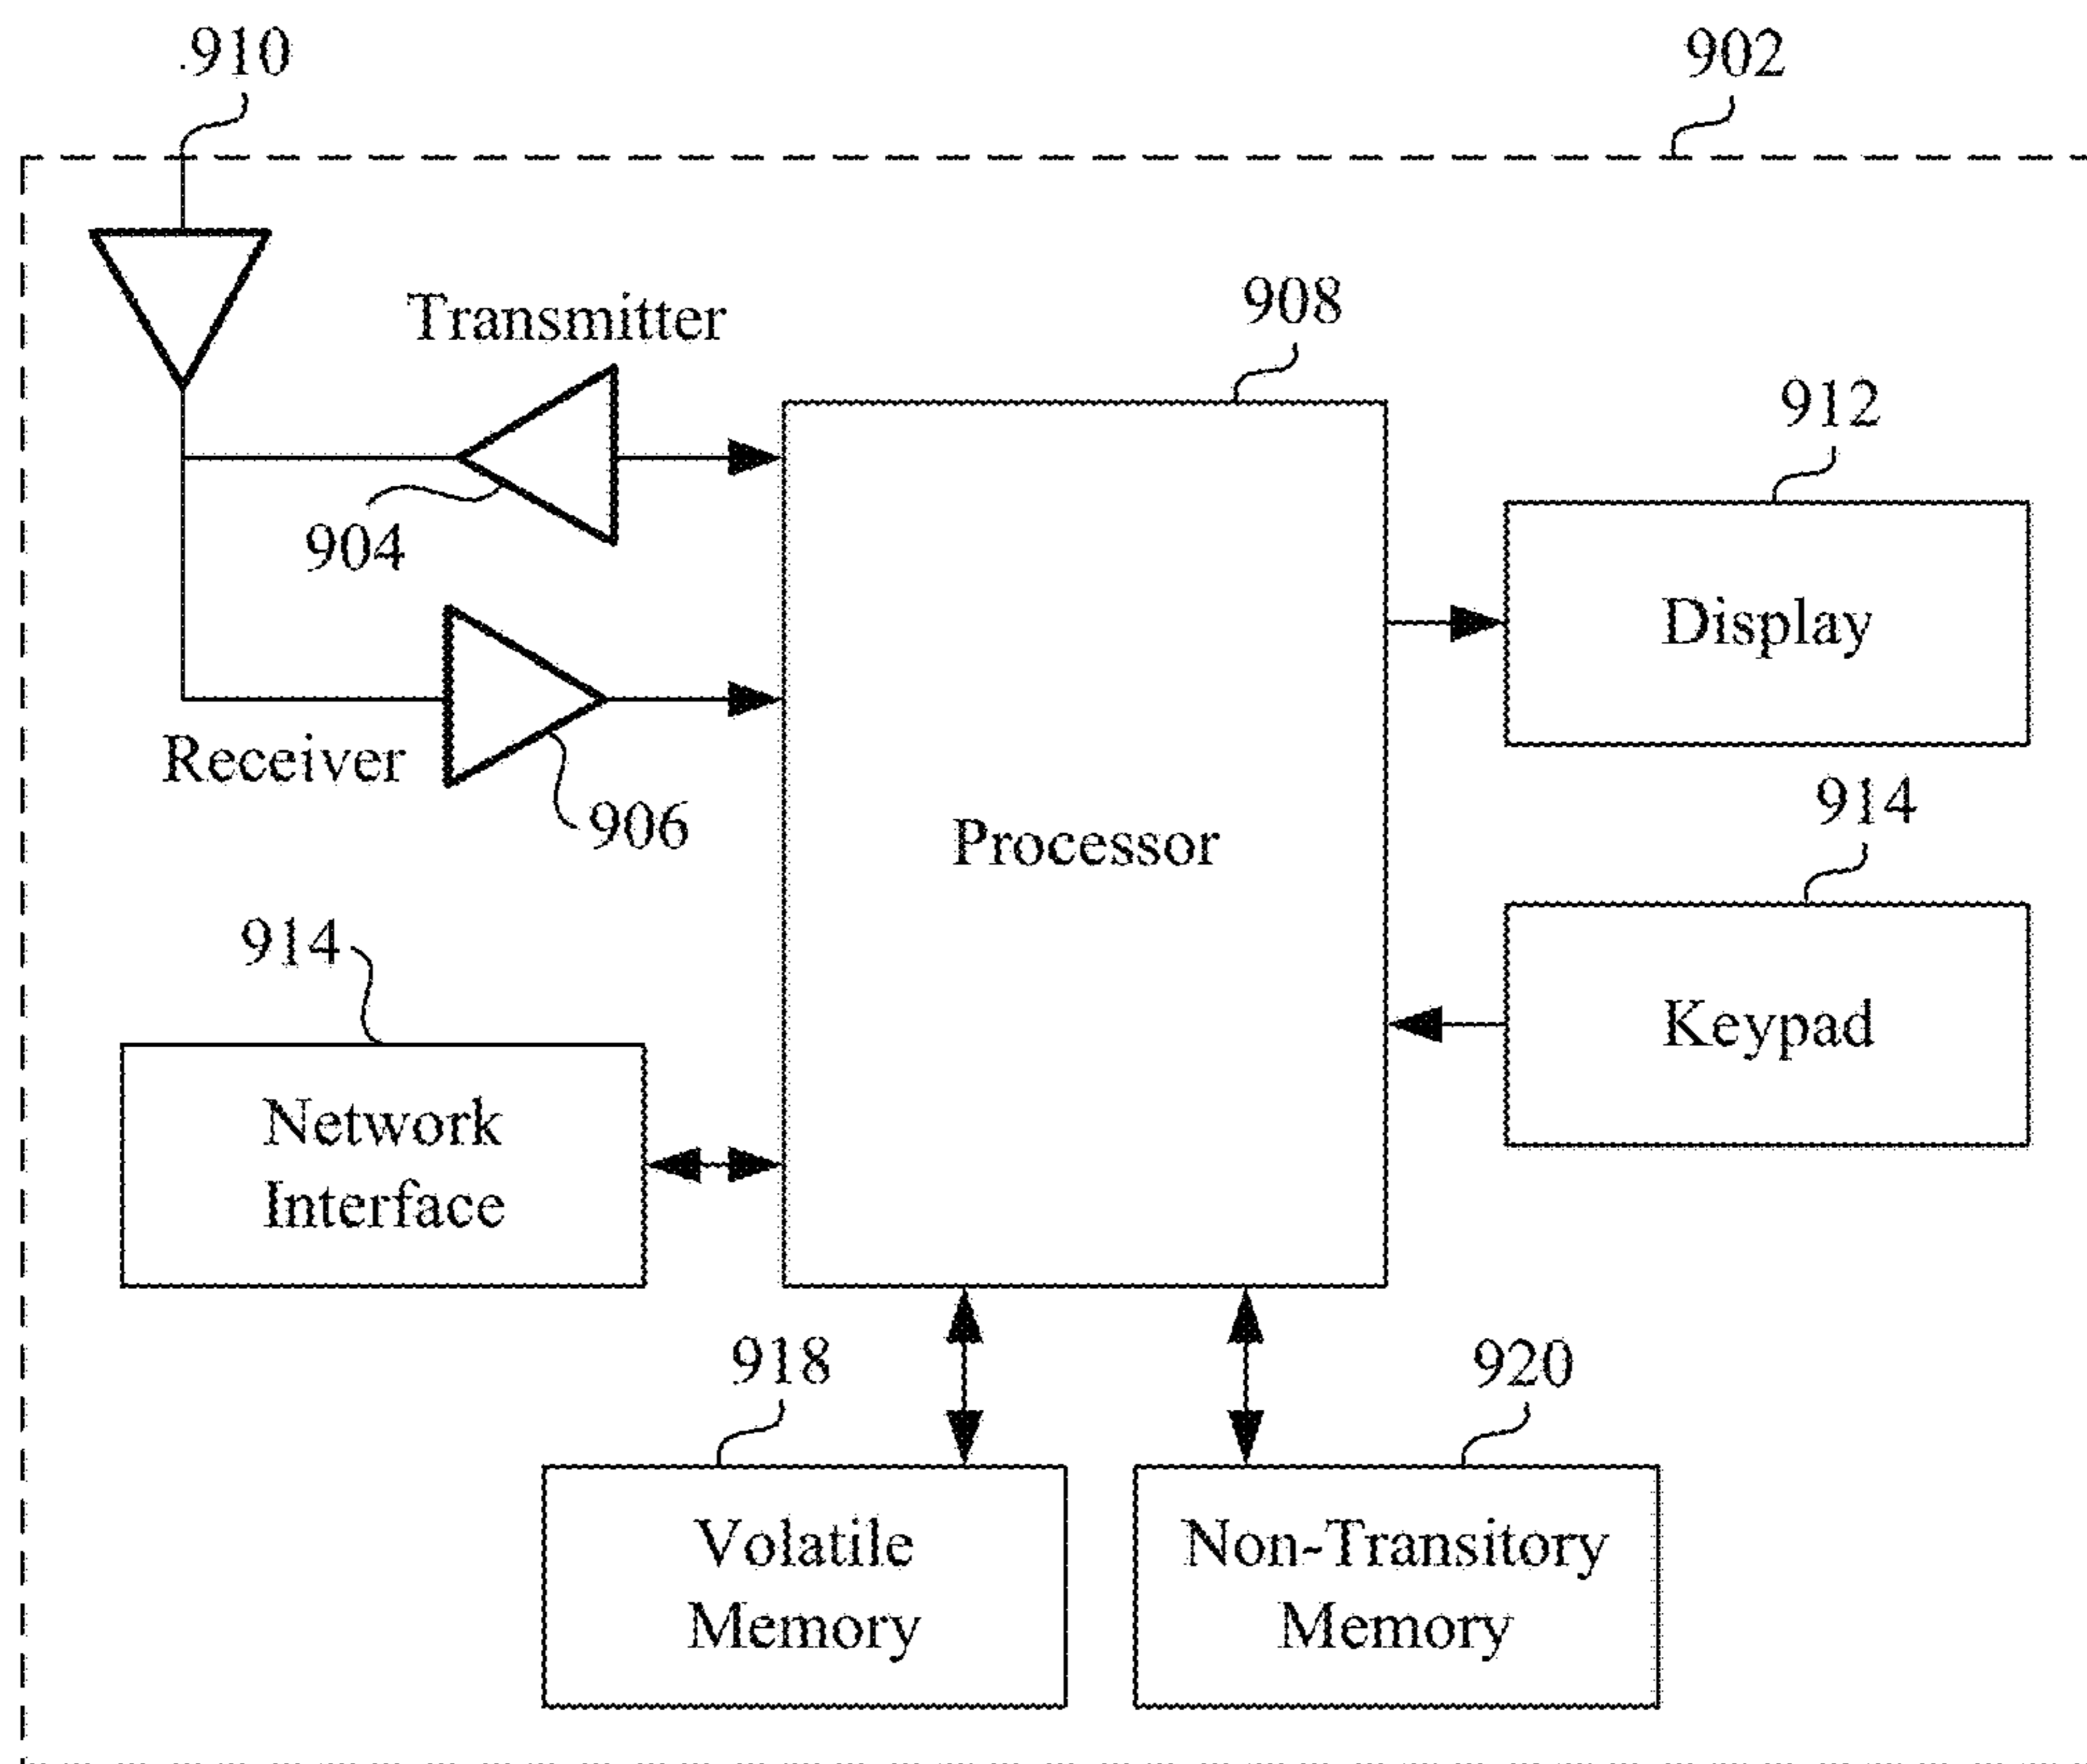 910
902
Transmitter
908
912
904
Display
Receiver
906
Processor
914
914
Network
Interface
Keypad
918
920
Volatile
Memory
Non-Transitory
Memory